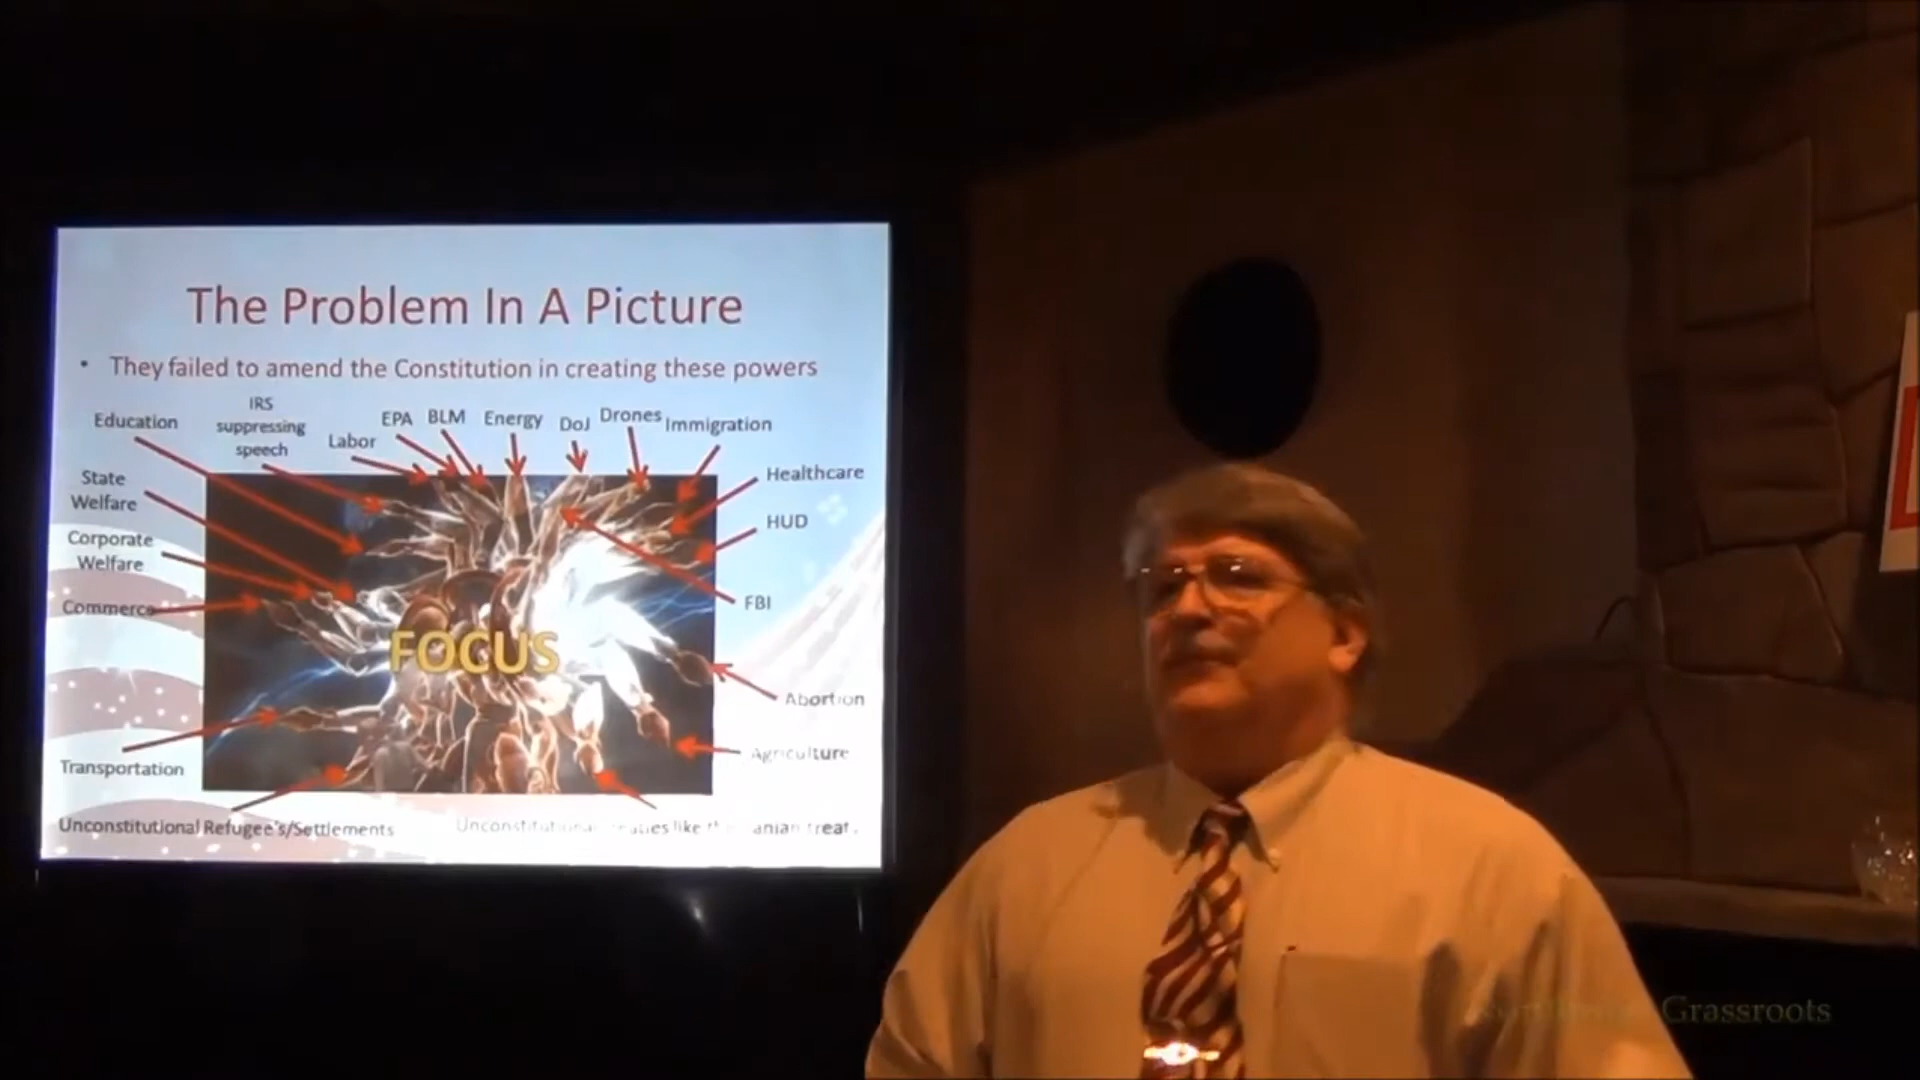 The Problem In A Picture
• They failed to amend the Constitution in creating these powers
Education
IRS
suppressing
speech
Labor
EPA
BLM
Energy
DoJ
Drones
Immigration
State
Welfare
Healthcare
Corporate
Welfare
HUD
Commerce
FBI
FOCUS
Abortion
Agriculture
Transportation
Unconstitutional Refugee's/Settlements
Unconstitutional like
Grassroots